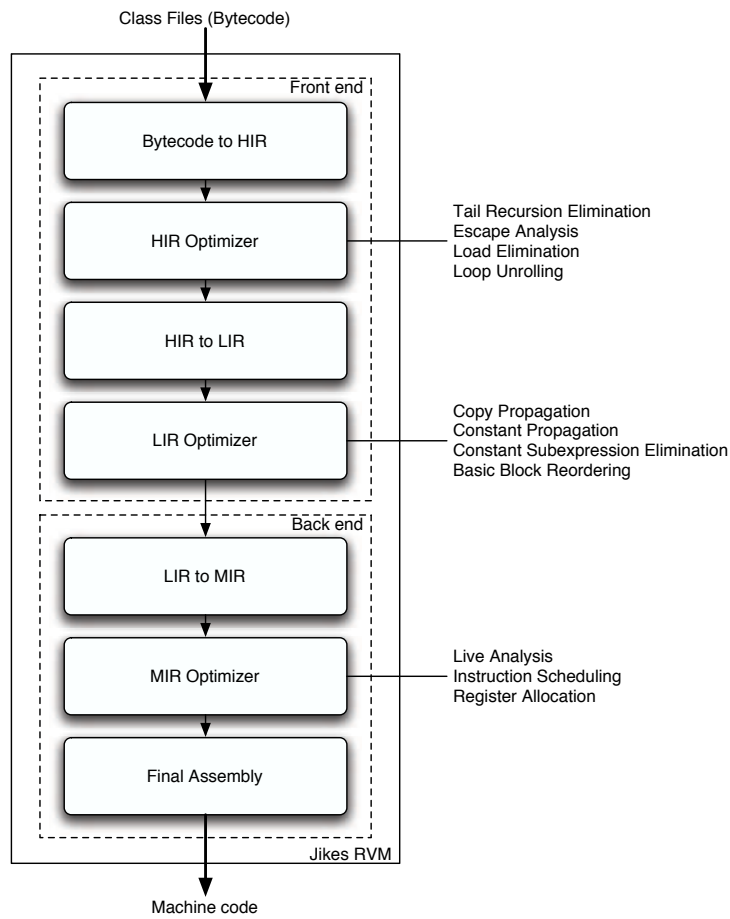 Class Files (Bytecode)
Front end
Bytecode to HIR
HIR Optimizer
Tail Recursion Elimination
Escape Analysis
Load Elimination
Loop Unrolling
HIR to LIR
LIR Optimizer
Copy Propagation
Constant Propagation
Constant Subexpression Elimination
Basic Block Reordering
Back end
LIR to MIR
MIR Optimizer
Live Analysis
Instruction Scheduling
Register Allocation
Final Assembly
Jikes RVM
Machine code